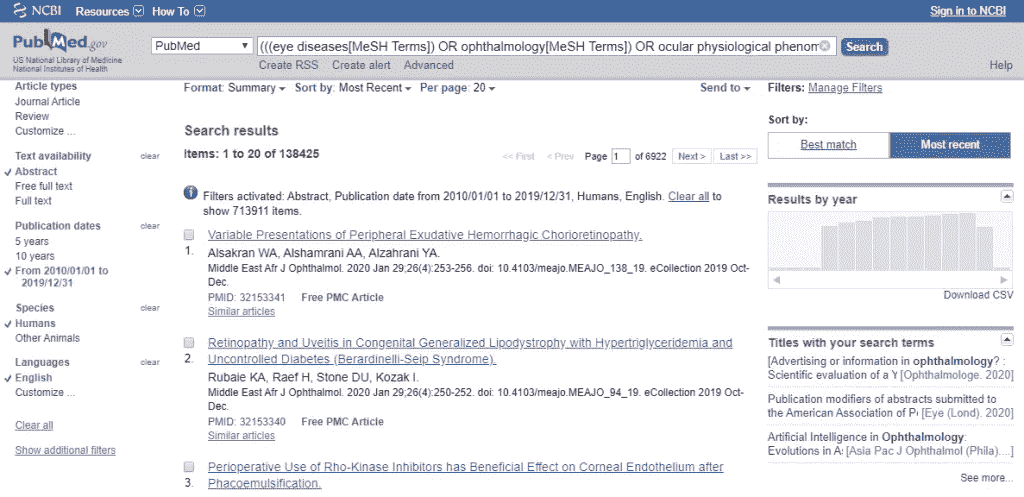 NCBI Resources How To Sign in to NCBI
PubMed.gov
US National Library of Medicine
National Institutes of Health
PubMed (((eye diseases[MeSH Terms]) OR ophthalmology[MeSH Terms]) OR ocular physiological phenom Search
Create RSS Create alert Advanced Help
Article types
Journal Article
Review
Customize ...
Text availability clear
Abstract
Free full text
Full text
Publication dates clear
5 years
10 years
From 2010/01/01 to
2019/12/31
Species clear
Humans
Other Animals
Languages clear
English
Customize ...
Clear all
Show additional filters
Format: Summary Sort by: Most Recent Per page: 20 Send to
Search results
Items: 1 to 20 of 138425
<< First < Prev Page 1 of 6922 Next > Last >>
Filters activated: Abstract, Publication date from 2010/01/01 to 2019/12/31, Humans, English. Clear all to
show 713911 items.
Variable Presentations of Peripheral Exudative Hemorrhagic Chorioretinopathy.
1. Alsakran WA, Alshamrani AA, Alzahrani YA.
Middle East Afr J Ophthalmol. 2020 Jan 29;26(4):253-256. doi: 10.4103/meajo.MEAJO_138_19. eCollection 2019 Oct-
Dec.
PMID: 32153341 Free PMC Article
Similar articles
Retinopathy and Uveitis in Congenital Generalized Lipodystrophy with Hypertriglyceridemia and
2. Uncontrolled Diabetes (Berardinelli-Seip Syndrome).
Rubaie KA, Raef H, Stone DU, Kozak I.
Middle East Afr J Ophthalmol. 2020 Jan 29;26(4):250-252. doi: 10.4103/meajo.MEAJO_94_19. eCollection 2019 Oct-
Dec.
PMID: 32153340 Free PMC Article
Similar articles
Perioperative Use of Rho-Kinase Inhibitors has Beneficial Effect on Corneal Endothelium after
3. Phacoemulsification.
Filters: Manage Filters
Sort by:
Best match Most recent
Results by year
Download CSV
Titles with your search terms
[Advertising or information in ophthalmology? :
Scientific evaluation of a Y [Ophthalmologe. 2020]
Publication modifiers of abstracts submitted to
the American Association of P [Eye (Lond). 2020]
Artificial Intelligence in Ophthalmology:
Evolutions in A [Asia Pac J Ophthalmol (Phila)....]
See more...